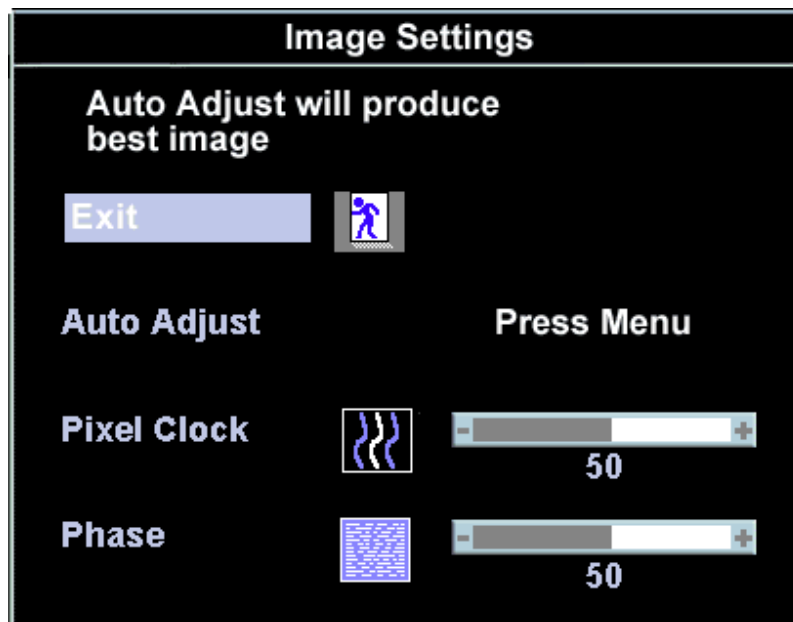 Image Settings
Auto Adjust will produce
best image
Exit
Auto Adjust Press Menu
Pixel Clock - +
50
Phase - +
50